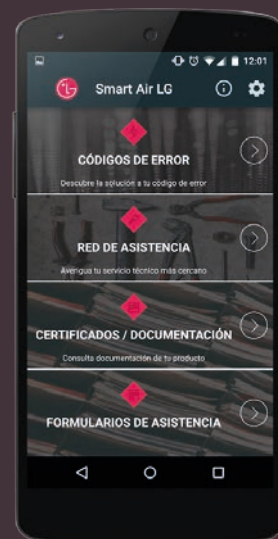 12:01
LG
Smart Air LG
CÓDIGOS DE ERROR
Descubre la solución a tu código de error
RED DE ASISTENCIA
Averigua tu servicio técnico más cercano
CERTIFICADOS / DOCUMENTACIÓN
Consulta documentación de tu producto
FORMULARIOS DE ASISTENCIA